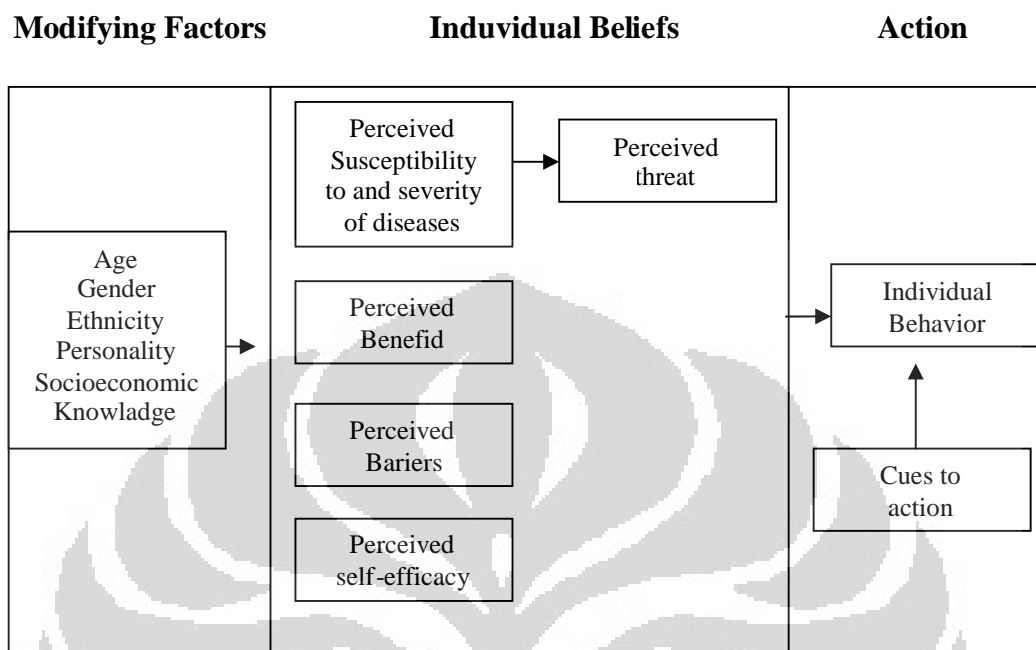 Modifying Factors
Induvidual Beliefs
Action
Perceived
Susceptibility
to and severity
of diseases
Perceived
threat
Age
Gender
Ethnicity
Personality
Socioeconomic
Knowladge
Perceived
Benefid
Perceived
Bariers
Perceived
self-efficacy
Individual
Behavior
Cues to
action